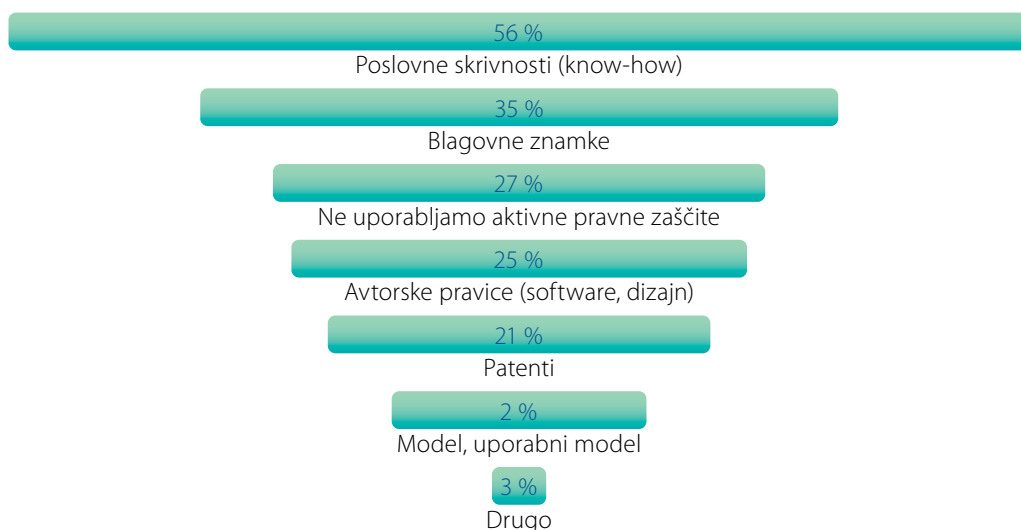 56 %
Poslovne skrivnosti (know-how)
35 %
Blagovne znamke
27 %
Ne uporabljamo aktivne pravne zaščite
25 %
Avtorske pravice (software, dizajn)
21 %
Patenti
2 %
Model, uporabni model
3 %
Drugo